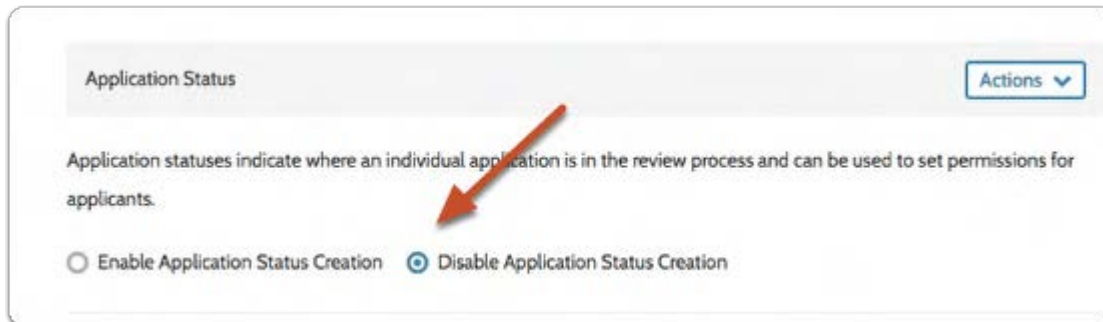 Application Status
Actions
Application statuses indicate where an individual application is in the review process and can be used to set permissions for
applicants.
Enable Application Status Creation Disable Application Status Creation